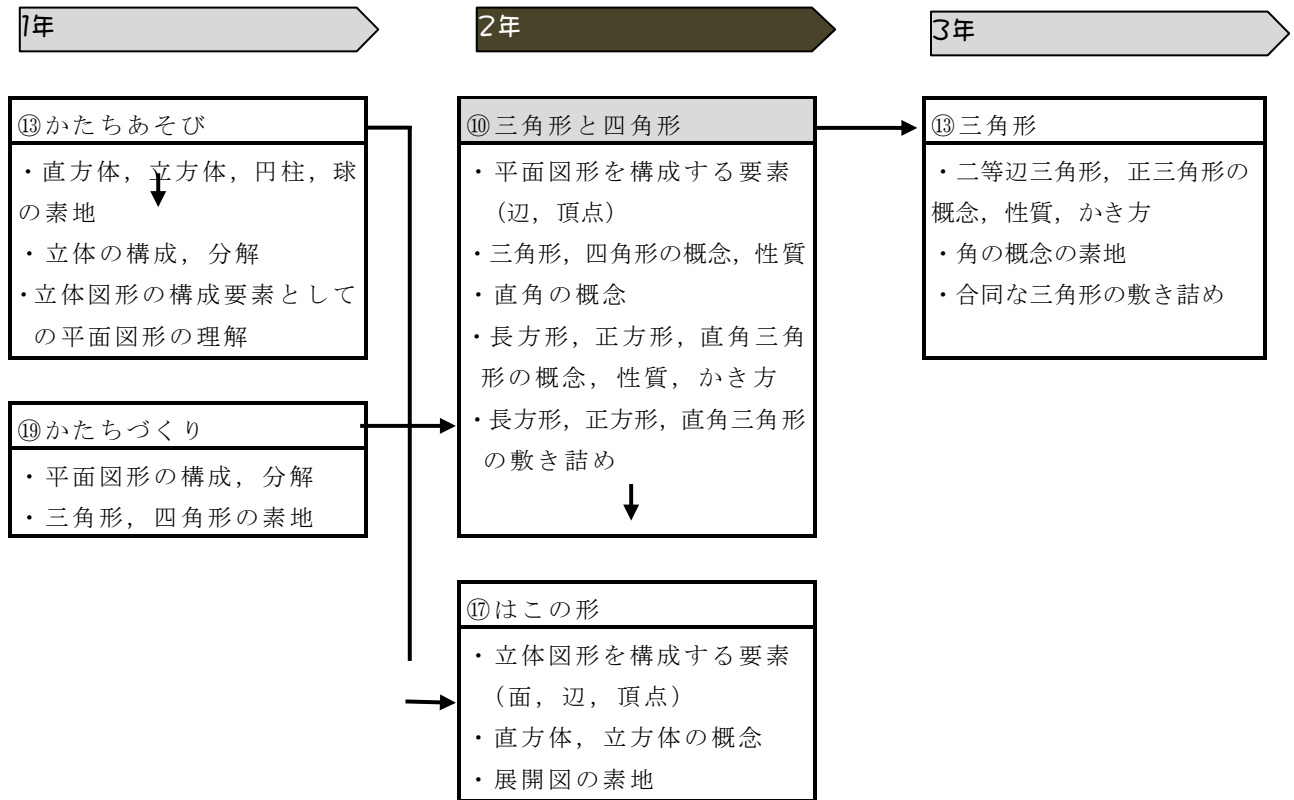 1年
2年
3年
⑬かたちあそび
・直方体，立方体，円柱，球
の素地
・立体の構成，分解
・立体図形の構成要素として
の平面図形の理解
⑲かたちづくり
・平面図形の構成，分解
・三角形，四角形の素地
⑩三角形と四角形
・平面図形を構成する要素
（辺，頂点）
・三角形，四角形の概念，性質
・直角の概念
・長方形，正方形，直角三角
形の概念，性質，かき方
・長方形，正方形，直角三角形
の敷き詰め
⑰はこの形
・立体図形を構成する要素
（面，辺，頂点）
・直方体，立方体の概念
・展開図の素地
⑬三角形
・二等辺三角形，正三角形の
概念，性質，かき方
・角の概念の素地
・合同な三角形の敷き詰め